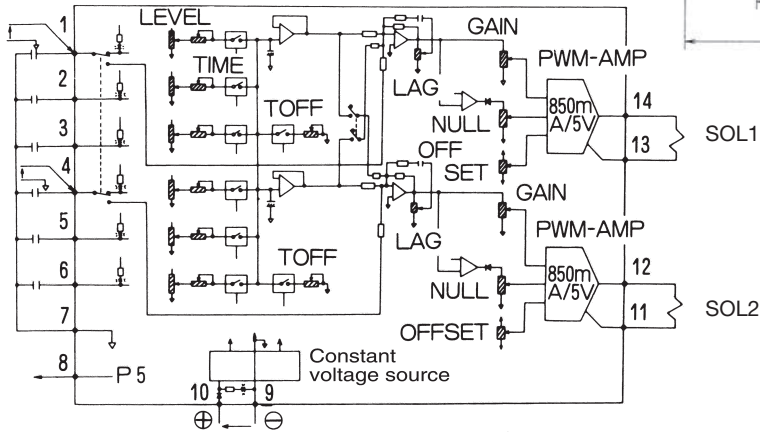 LEVEL
1
GAIN
TIME
PWM-AMP
2
LAG
850m
A/5V
14
TOFF
NULL
3
13
SOL1
OFF
SET
4
GAIN
PWM-AMP
5
LAG
TOFF
850m
A/5V
12
6
NULL
11
SOL2
7
OFFSET
8
P5
Constant
voltage source
10
9
⊕
⊖